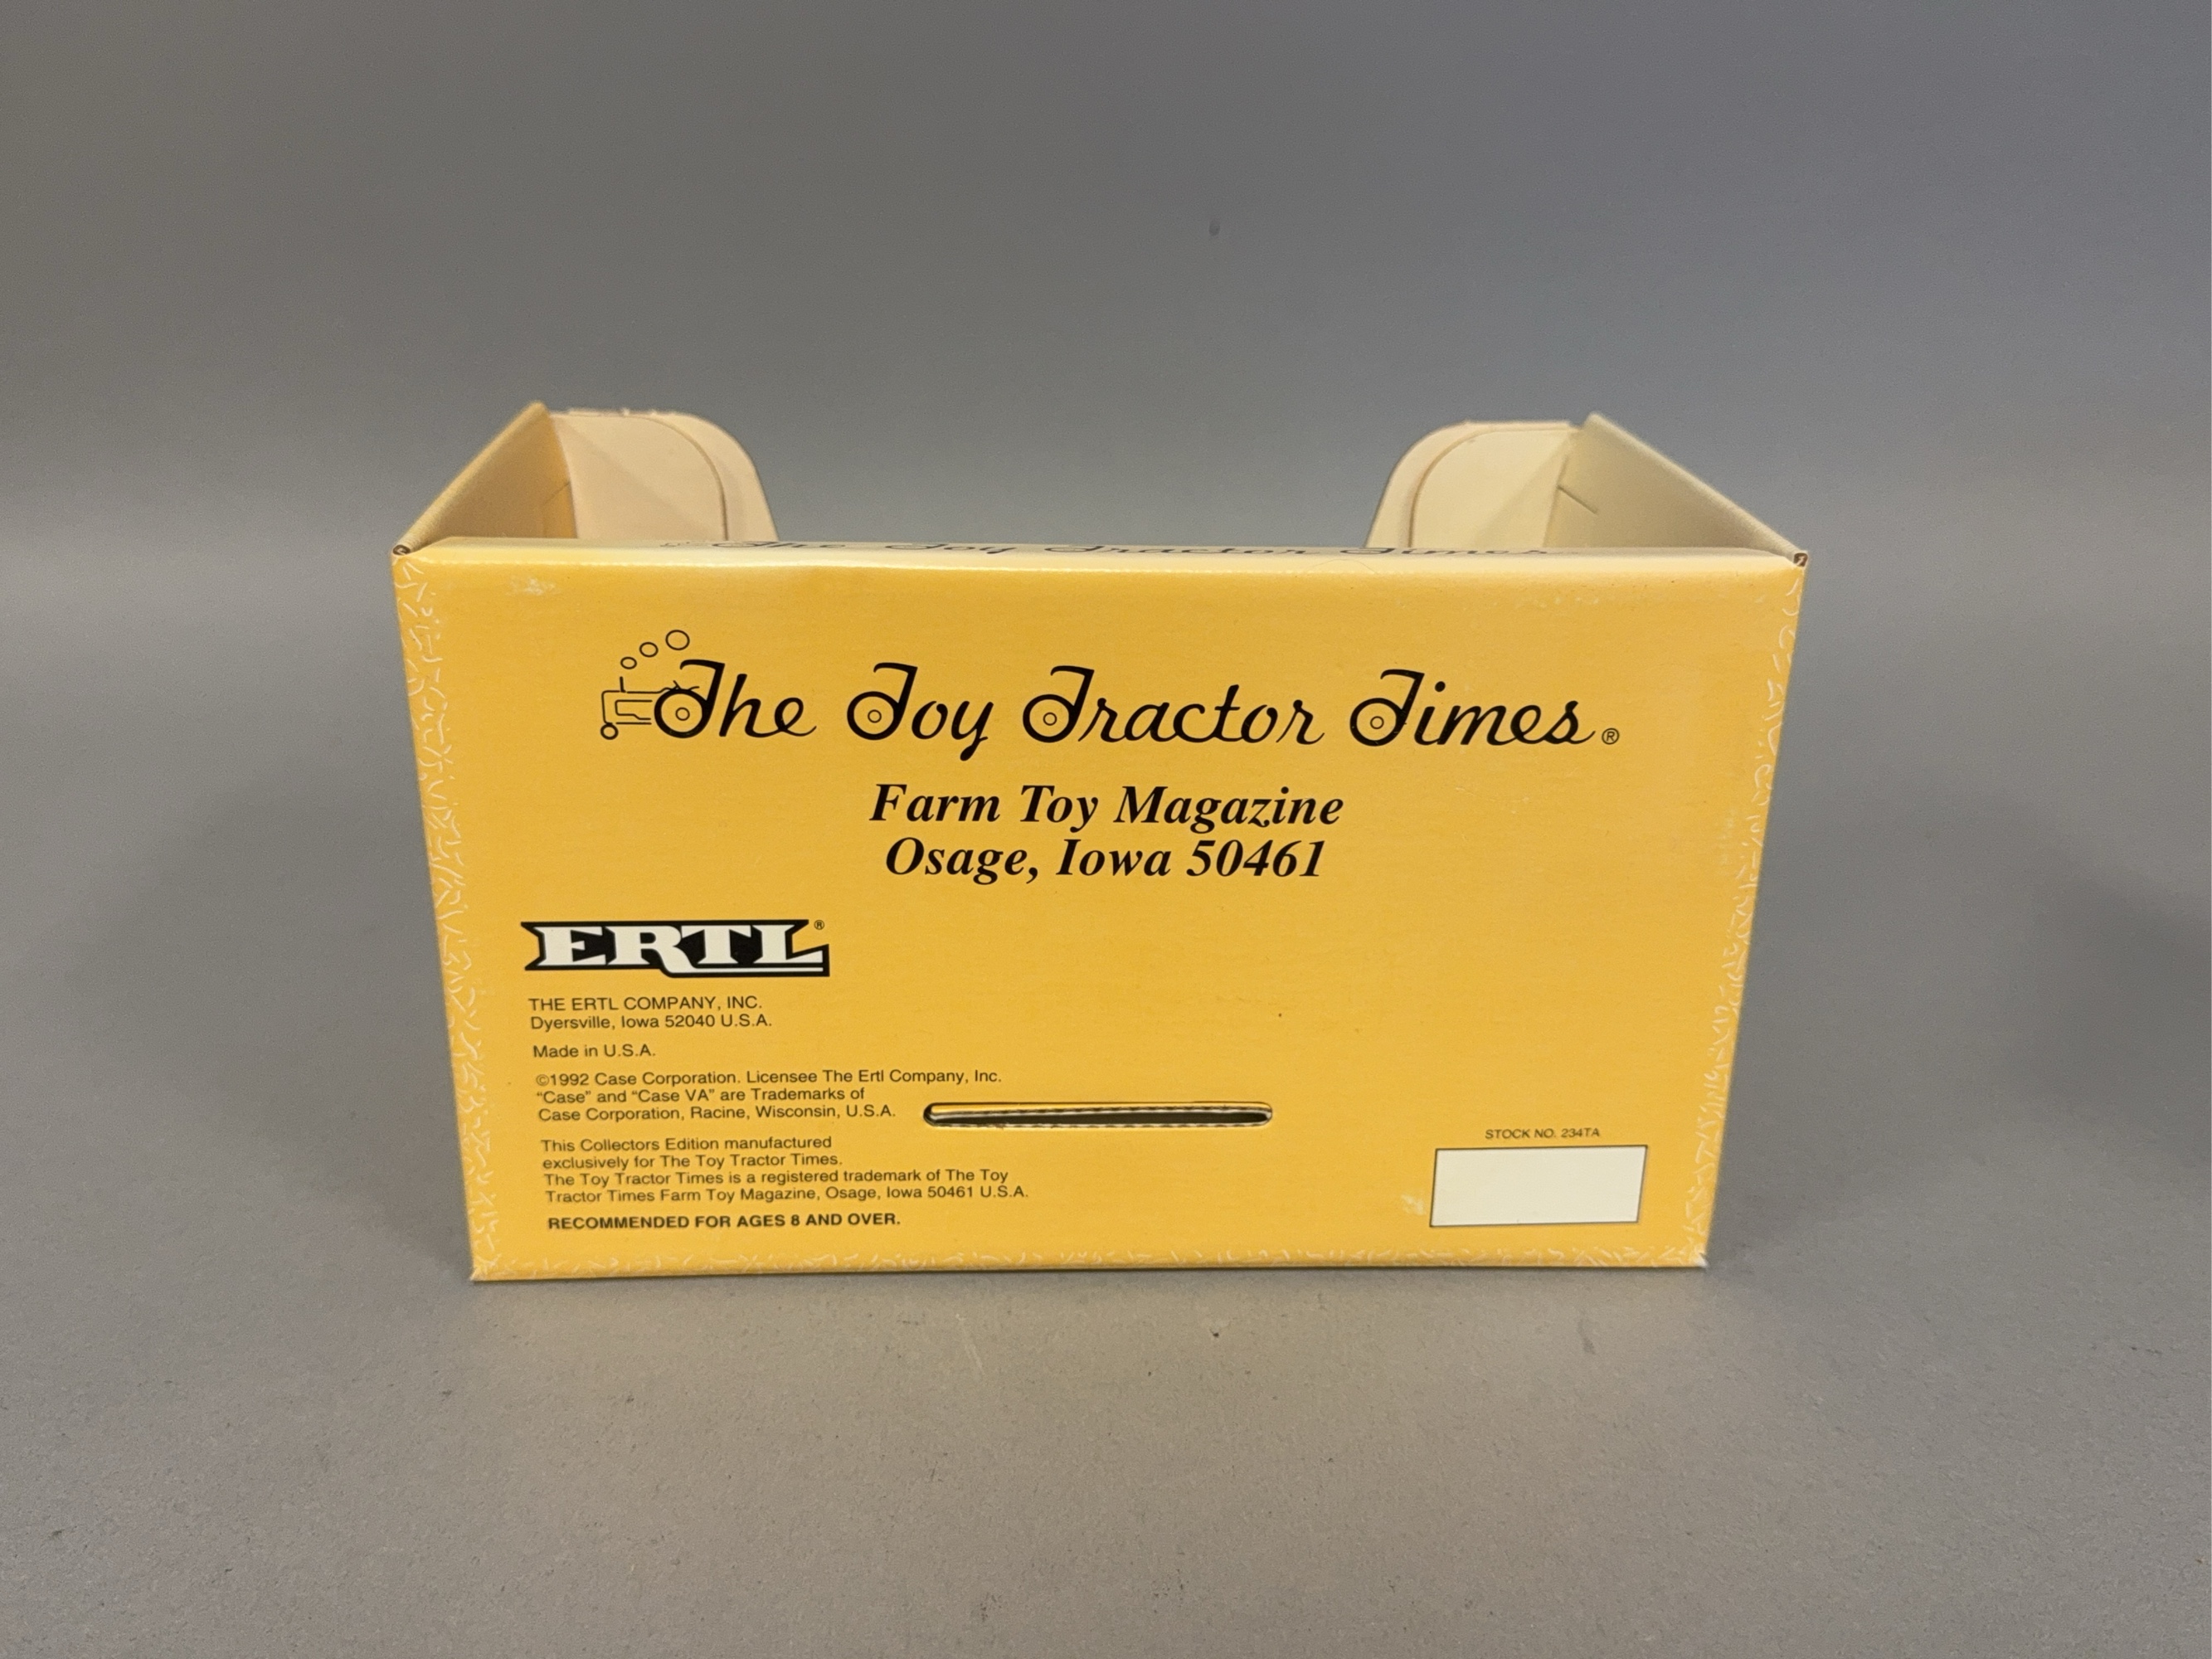 The Toy Tractor Times
The Toy Tractor Times®
Farm Toy Magazine
Osage, Iowa 50461
ERTL®
THE ERTL COMPANY, INC.
Dyersville, Iowa 52040 U.S.A.
Made in U.S.A.
©1992 Case Corporation. Licensee The Ertl Company, Inc.
“Case” and “Case VA” are Trademarks of
Case Corporation, Racine, Wisconsin, U.S.A.
This Collectors Edition manufactured
exclusively for The Toy Tractor Times.
The Toy Tractor Times is a registered trademark of The Toy
Tractor Times Farm Toy Magazine, Osage, Iowa 50461 U.S.A.
RECOMMENDED FOR AGES 8 AND OVER.
STOCK NO. 234TA